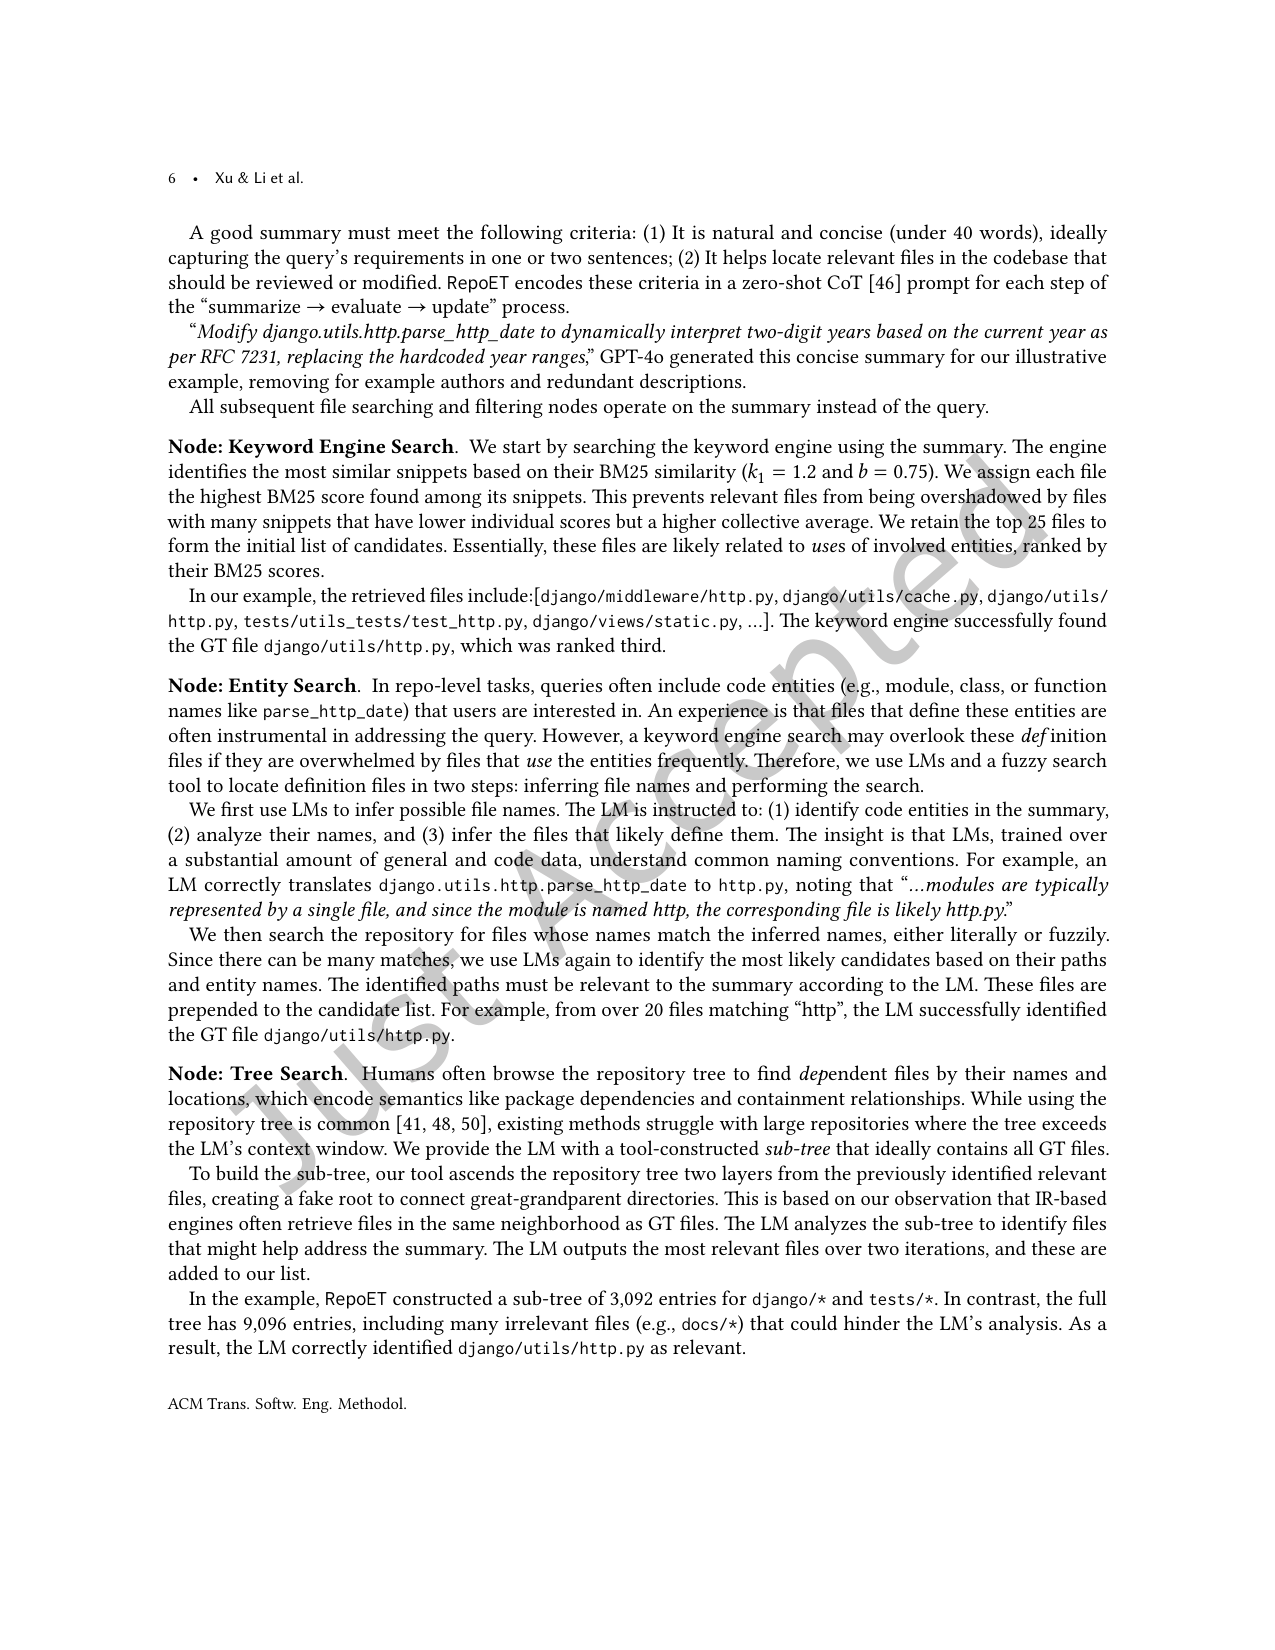 6 • Xu & Li et al.
A good summary must meet the following criteria: (1) It is natural and concise (under 40 words), ideally
capturing the query's requirements in one or two sentences; (2) It helps locate relevant files in the codebase that
should be reviewed or modified. RepoET encodes these criteria in a zero-shot CoT [46] prompt for each step of
the “summarize → evaluate → update” process.
“Modify django.utils.http.parse_http_date to dynamically interpret two-digit years based on the current year as
per RFC 7231, replacing the hardcoded year ranges,” GPT-4o generated this concise summary for our illustrative
example, removing for example authors and redundant descriptions.
All subsequent file searching and filtering nodes operate on the summary instead of the query.
Node: Keyword Engine Search. We start by searching the keyword engine using the summary. The engine
identifies the most similar snippets based on their BM25 similarity (k1 = 1.2 and b = 0.75). We assign each file
the highest BM25 score found among its snippets. This prevents relevant files from being overshadowed by files
with many snippets that have lower individual scores but a higher collective average. We retain the top 25 files to
form the initial list of candidates. Essentially, these files are likely related to uses of involved entities, ranked by
their BM25 scores.
In our example, the retrieved files include:[django/middleware/http.py, django/utils/cache.py, django/utils/
http.py, tests/utils_tests/test_http.py, django/views/static.py, ...]. The keyword engine successfully found
the GT file django/utils/http.py, which was ranked third.
Node: Entity Search. In repo-level tasks, queries often include code entities (e.g., module, class, or function
names like parse_http_date) that users are interested in. An experience is that files that define these entities are
often instrumental in addressing the query. However, a keyword engine search may overlook these definition
files if they are overwhelmed by files that use the entities frequently. Therefore, we use LMs and a fuzzy search
tool to locate definition files in two steps: inferring file names and performing the search.
We first use LMs to infer possible file names. The LM is instructed to: (1) identify code entities in the summary,
(2) analyze their names, and (3) infer the files that likely define them. The insight is that LMs, trained over
a substantial amount of general and code data, understand common naming conventions. For example, an
LM correctly translates django.utils.http.parse_http_date to http.py, noting that “...modules are typically
represented by a single file, and since the module is named http, the corresponding file is likely http.py.”
We then search the repository for files whose names match the inferred names, either literally or fuzzily.
Since there can be many matches, we use LMs again to identify the most likely candidates based on their paths
and entity names. The identified paths must be relevant to the summary according to the LM. These files are
prepended to the candidate list. For example, from over 20 files matching “http”, the LM successfully identified
the GT file django/utils/http.py.
Node: Tree Search. Humans often browse the repository tree to find dependent files by their names and
locations, which encode semantics like package dependencies and containment relationships. While using the
repository tree is common [41, 48, 50], existing methods struggle with large repositories where the tree exceeds
the LM's context window. We provide the LM with a tool-constructed sub-tree that ideally contains all GT files.
To build the sub-tree, our tool ascends the repository tree two layers from the previously identified relevant
files, creating a fake root to connect great-grandparent directories. This is based on our observation that IR-based
engines often retrieve files in the same neighborhood as GT files. The LM analyzes the sub-tree to identify files
that might help address the summary. The LM outputs the most relevant files over two iterations, and these are
added to our list.
In the example, RepoET constructed a sub-tree of 3,092 entries for django/* and tests/*. In contrast, the full
tree has 9,096 entries, including many irrelevant files (e.g., docs/*) that could hinder the LM's analysis. As a
result, the LM correctly identified django/utils/http.py as relevant.
ACM Trans. Softw. Eng. Methodol.
Just Accepted